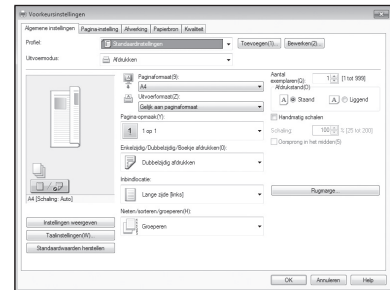 Voorkeursinstellingen
Algemene instellingen Pagina-instelling Afwerking Papierbron Kwaliteit
Profiel: Standaardinstellingen Toevoegen(1)... Bewerken(2)...
Uitvoermodus: Afdrukken
Paginaformaat(9): Aantal exemplaren(G): 1 [1 tot 999]
A4
Uitvoerformaat(Z): Afdrukstand(O)
Gelijk aan paginaformaat A Staand A Liggend
Pagina-opmaak(Y): Handmatig schalen
1 1 op 1 Schaling: 100 % [25 tot 200]
Oorsprong in het midden(S)
Enkelzijdig/Dubbelzijdig/Boekje afdrukken(0):
Dubbelzijdig afdrukken
Inbindlocatie:
Lange zijde [links] Rugmarge...
A4 [Schaling: Auto]
Nieten/sorteren/groeperen(H):
Groeperen
Instellingen weergeven
Taalinstellingen(W)...
Standaardwaarden herstellen
OK Annuleren Help